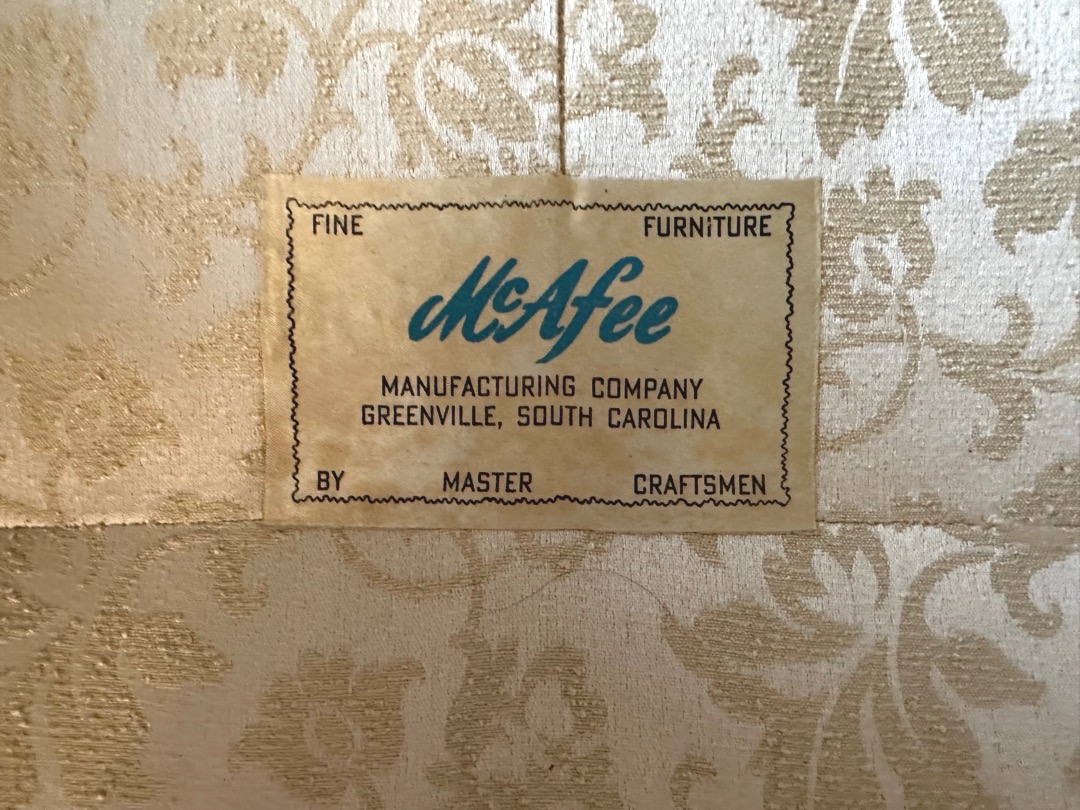 FINE FURNITURE
McAfee
MANUFACTURING COMPANY
GREENVILLE, SOUTH CAROLINA
BY MASTER CRAFTSMEN